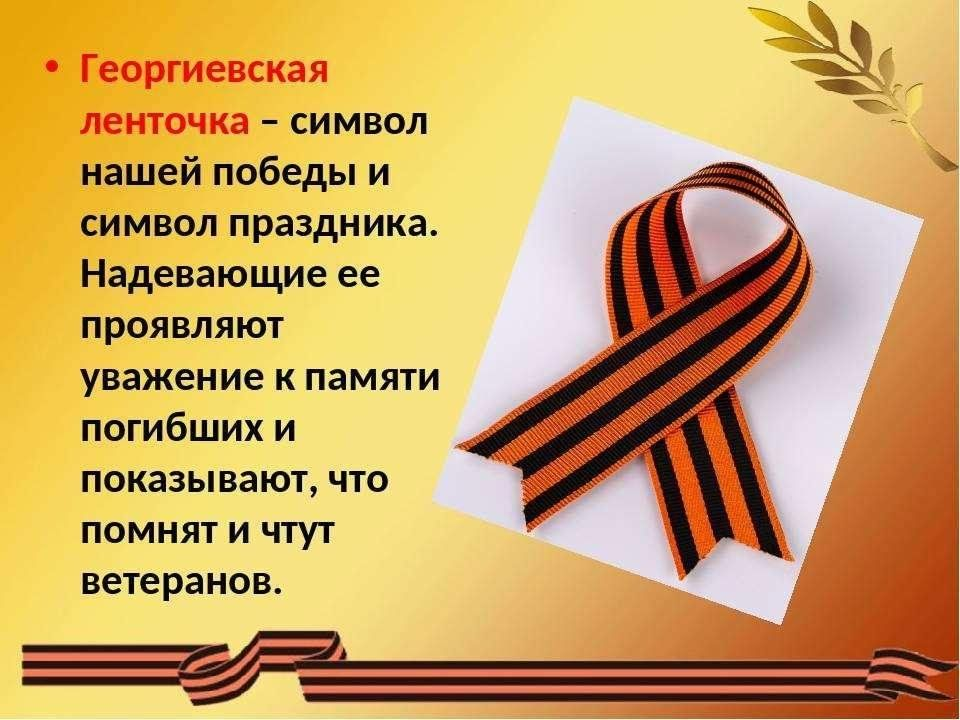 • Георгиевская
ленточка – символ
нашей победы и
символ праздника.
Надевающие ее
проявляют
уважение к памяти
погибших и
показывают, что
помнят и чтут
ветеранов.